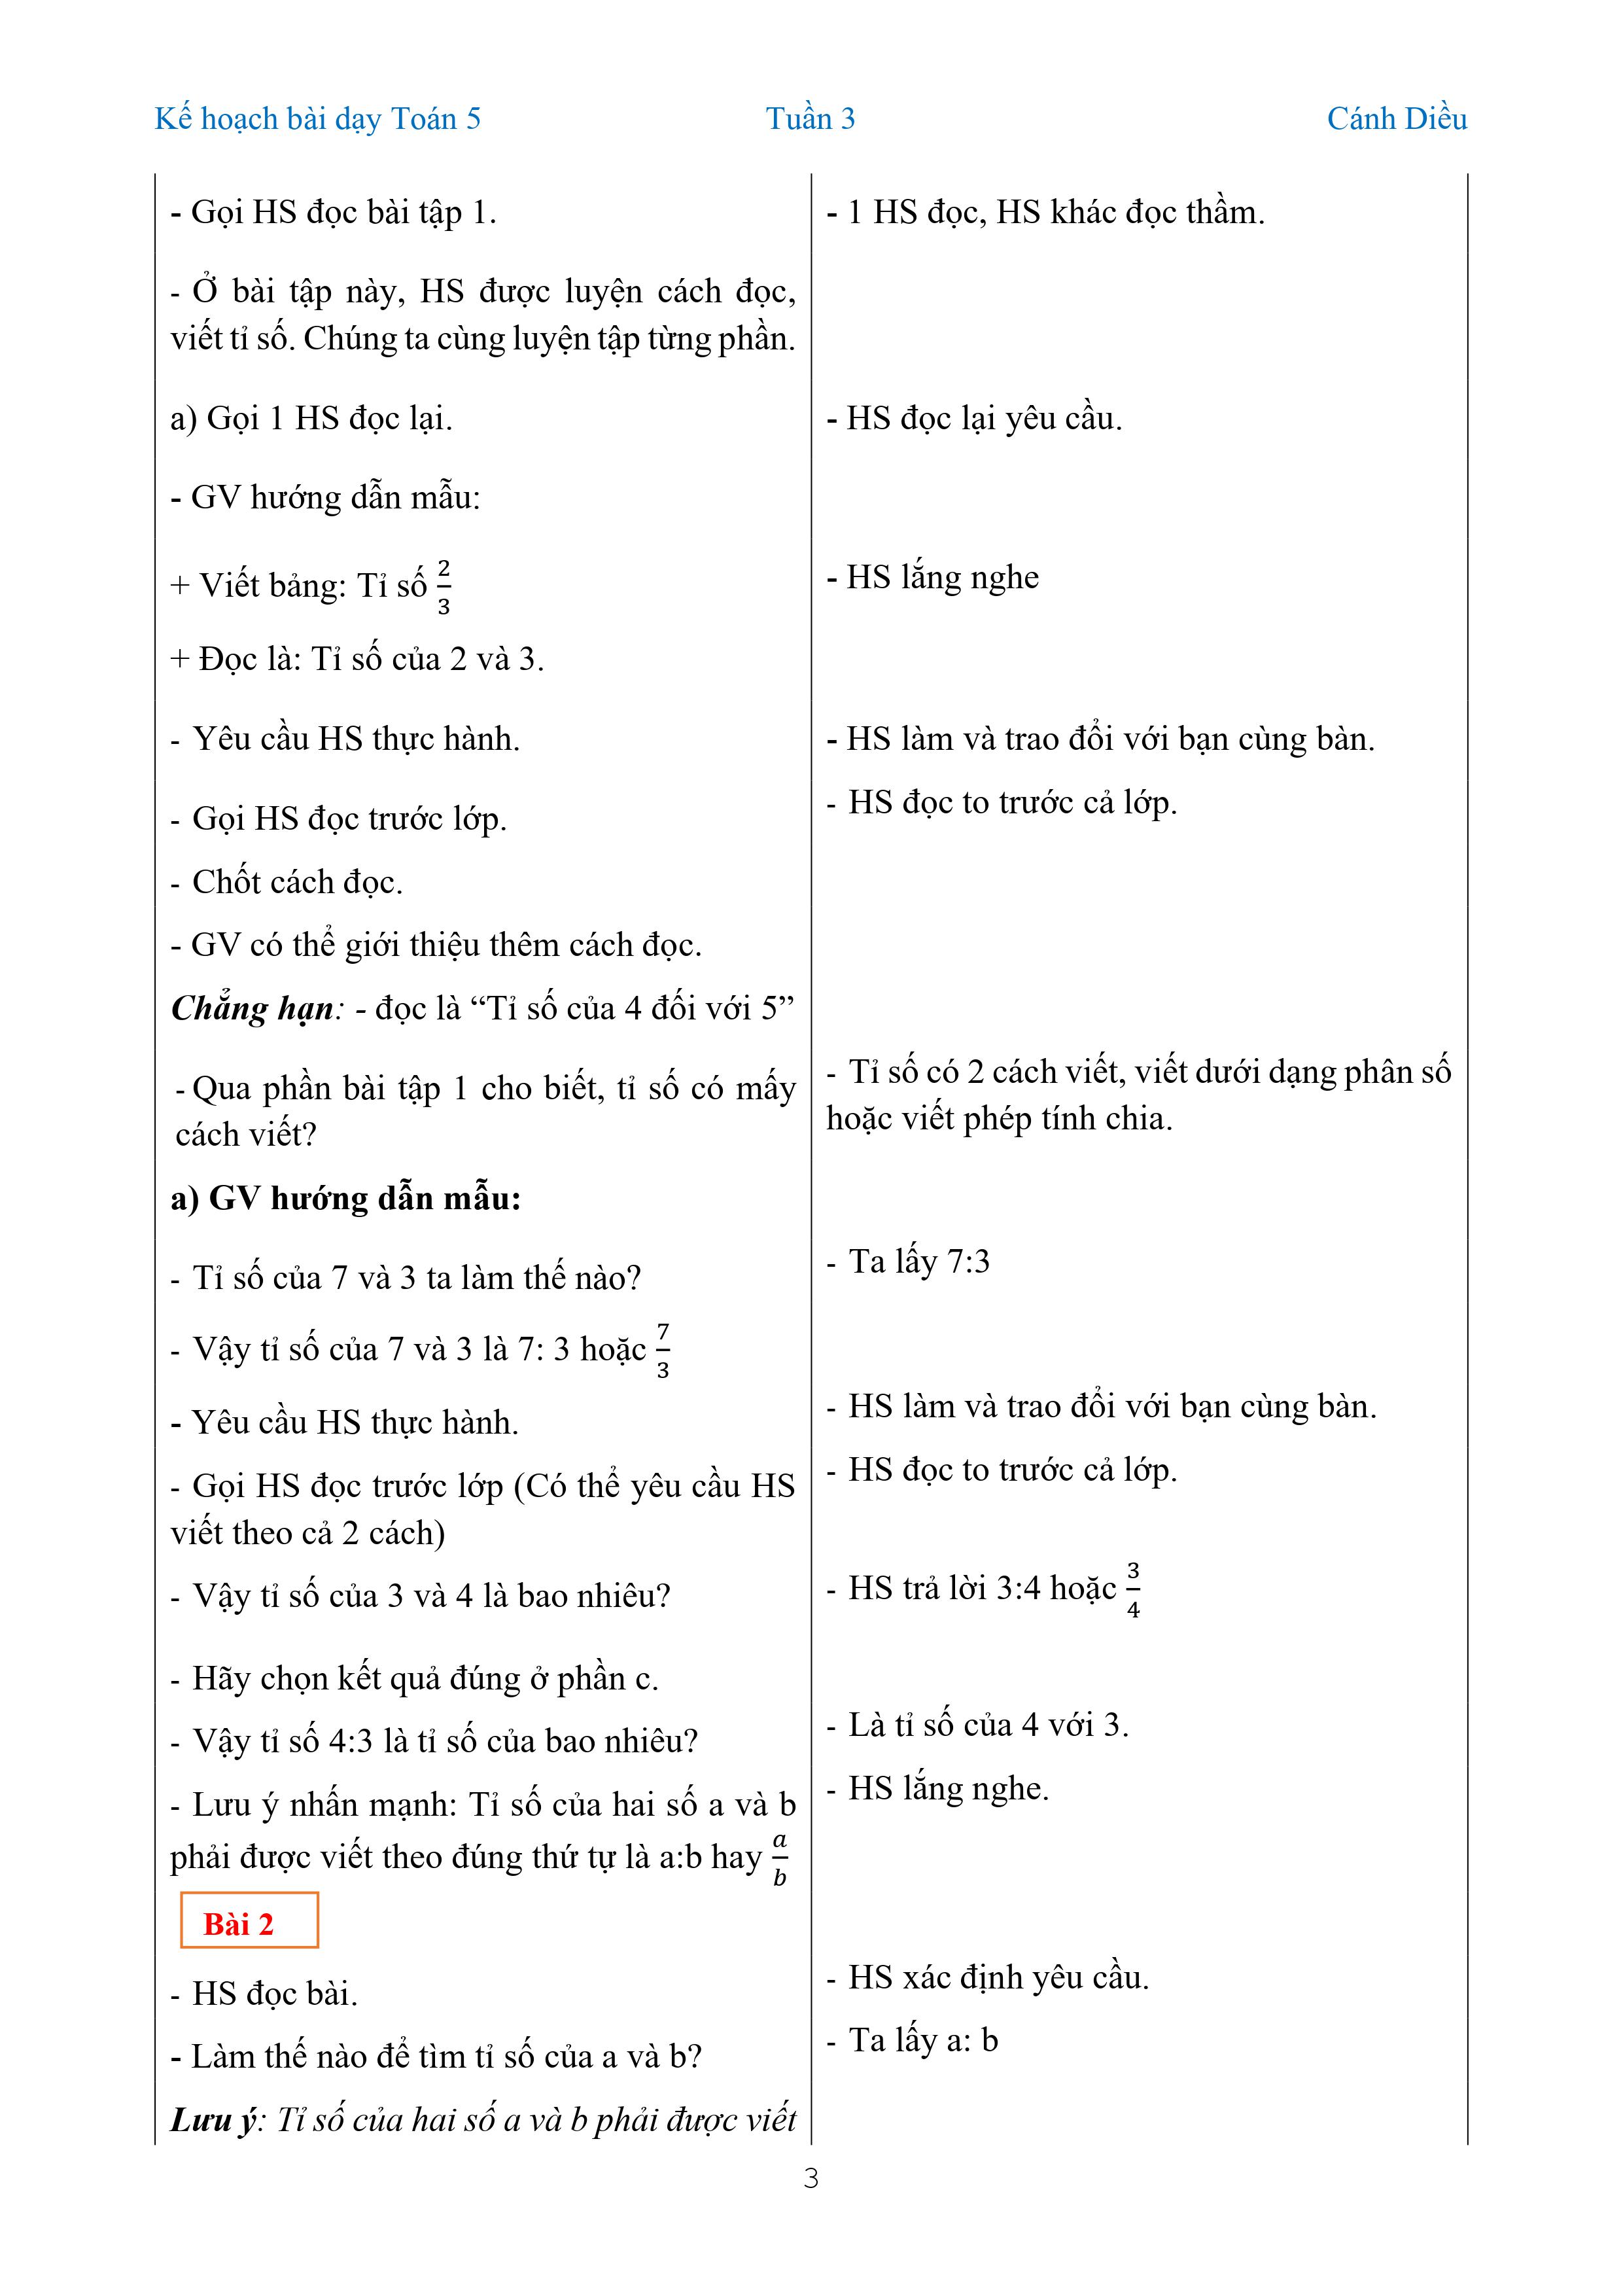 Kế hoạch bài dạy Toán 5 Tuần 3 Cánh Diều
- Gọi HS đọc bài tập 1.
- Ở bài tập này, HS được luyện cách đọc,
viết tỉ số. Chúng ta cùng luyện tập từng phần.
a) Gọi 1 HS đọc lại.
- GV hướng dẫn mẫu:
+ Viết bảng: Tỉ số 2/3
+ Đọc là: Tỉ số của 2 và 3.
- Yêu cầu HS thực hành.
- Gọi HS đọc trước lớp.
- Chốt cách đọc.
- GV có thể giới thiệu thêm cách đọc.
Chẳng hạn: - đọc là “Tỉ số của 4 đối với 5”
- Qua phần bài tập 1 cho biết, tỉ số có mấy
cách viết?
a) GV hướng dẫn mẫu:
- Tỉ số của 7 và 3 ta làm thế nào?
- Vậy tỉ số của 7 và 3 là 7: 3 hoặc 7/3
- Yêu cầu HS thực hành.
- Gọi HS đọc trước lớp (Có thể yêu cầu HS
viết theo cả 2 cách)
- Vậy tỉ số của 3 và 4 là bao nhiêu?
- Hãy chọn kết quả đúng ở phần c.
- Vậy tỉ số 4:3 là tỉ số của bao nhiêu?
- Lưu ý nhấn mạnh: Tỉ số của hai số a và b
phải được viết theo đúng thứ tự là a:b hay a/b
Bài 2
- HS đọc bài.
- Làm thế nào để tìm tỉ số của a và b?
Lưu ý: Tỉ số của hai số a và b phải được viết
- 1 HS đọc, HS khác đọc thầm.
- HS đọc lại yêu cầu.
- HS lắng nghe
- HS làm và trao đổi với bạn cùng bàn.
- HS đọc to trước cả lớp.
- Tỉ số có 2 cách viết, viết dưới dạng phân số
hoặc viết phép tính chia.
- Ta lấy 7:3
- HS làm và trao đổi với bạn cùng bàn.
- HS đọc to trước cả lớp.
- HS trả lời 3:4 hoặc 3/4
- Là tỉ số của 4 với 3.
- HS lắng nghe.
- HS xác định yêu cầu.
- Ta lấy a: b
3